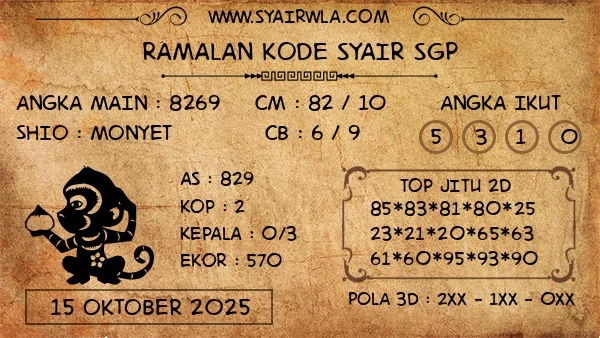 WWW.SYAIRWLA.COM
RAMALAN KODE SYAIR SGP
ANGKA MAIN : 8269
CM : 82 / 10
ANGKA IKUT
SHIO : MONYET
CB : 6 / 9
5 3 1 0
AS : 829
KOP : 2
KEPALA : 0/3
EKOR : 570
TOP JITU 2D
85*83*81*80*25
23*21*20*65*63
61*60*95*93*90
15 OKTOBER 2025
POLA 3D : 2XX - 1XX - 0XX